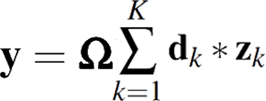 𝐲 = 𝛀 ∑_{k=1}^{K} 𝐝_k * 𝐳_k